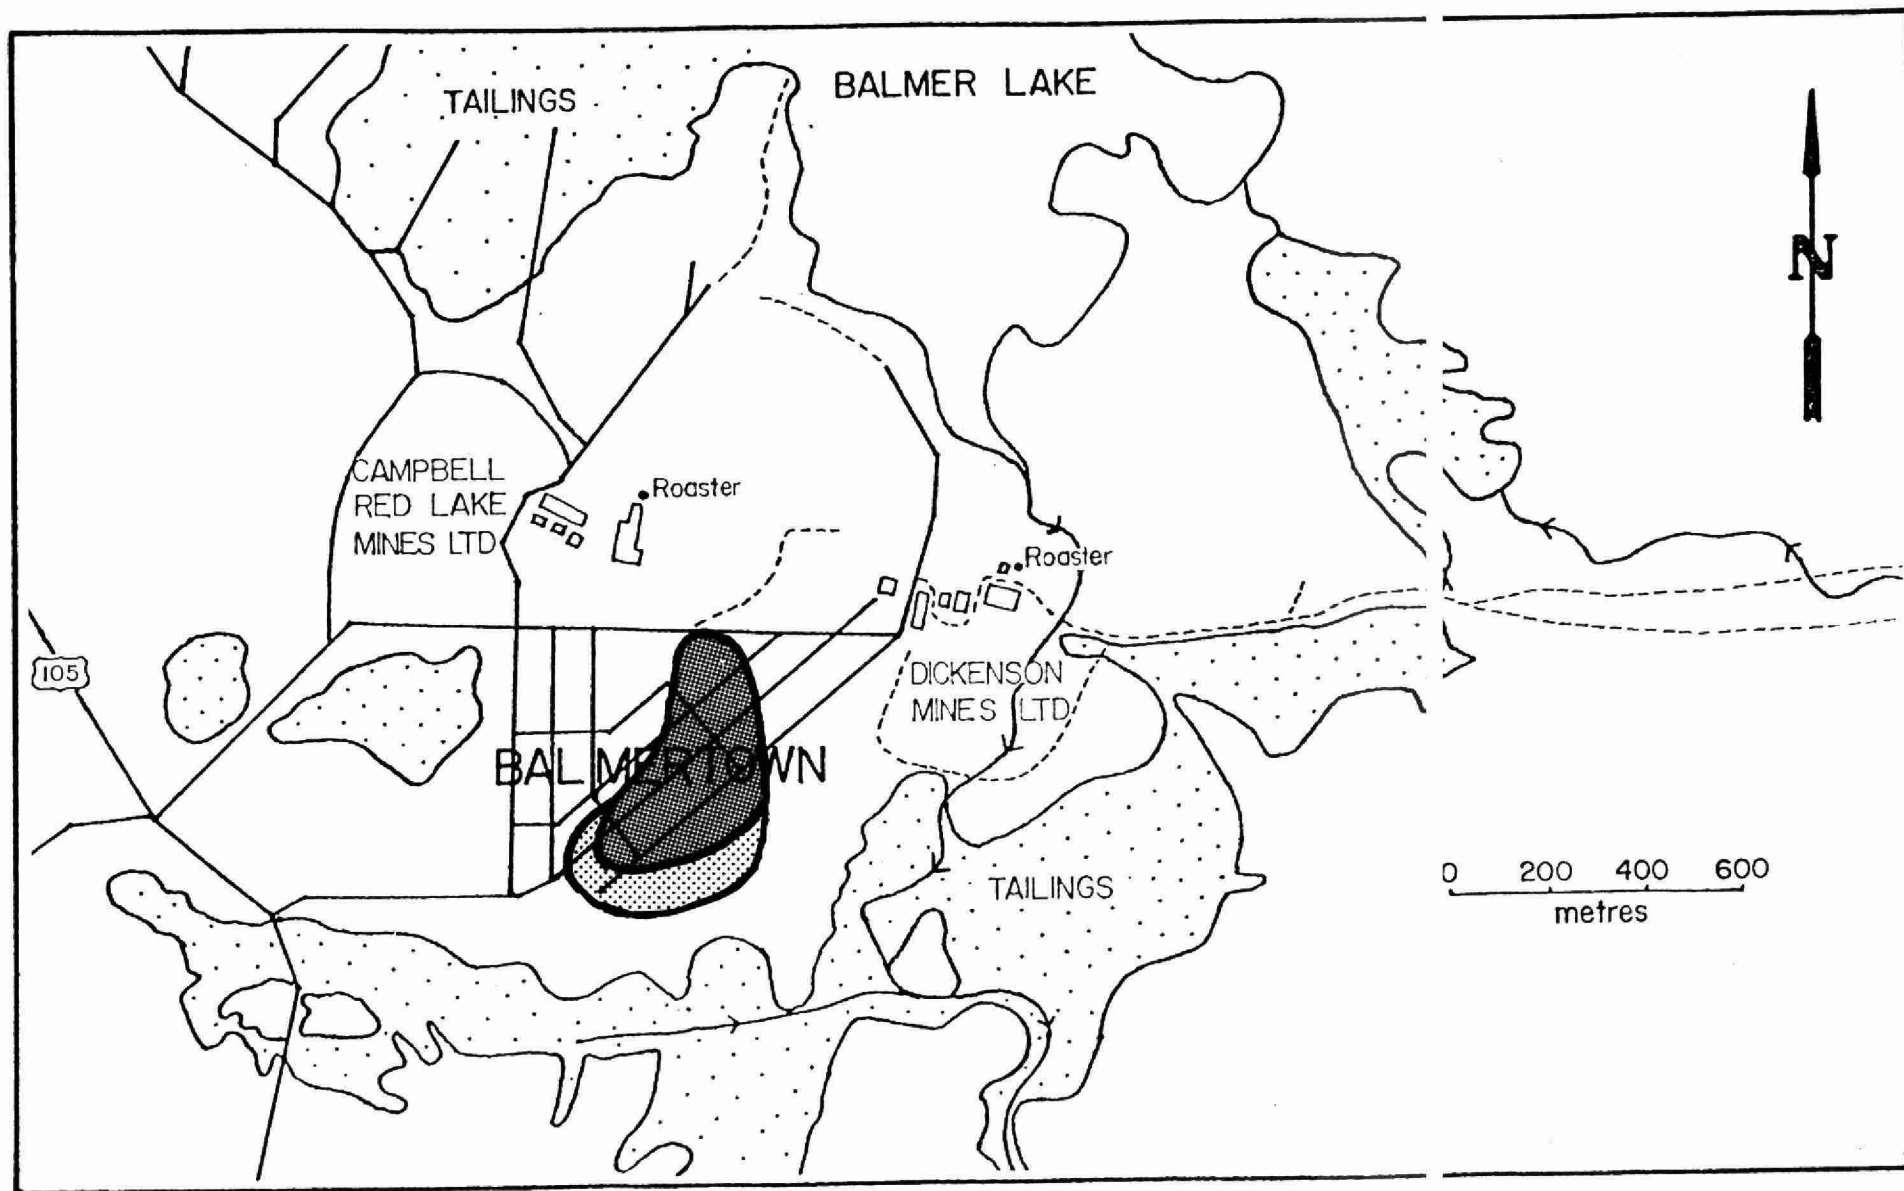 BALMER LAKE
TAILINGS
N
CAMPBELL
RED LAKE
MINES LTD
Roaster
Roaster
105
DICKENSON
MINES LTD
BALMERTOWN
TAILINGS
0 200 400 600
metres